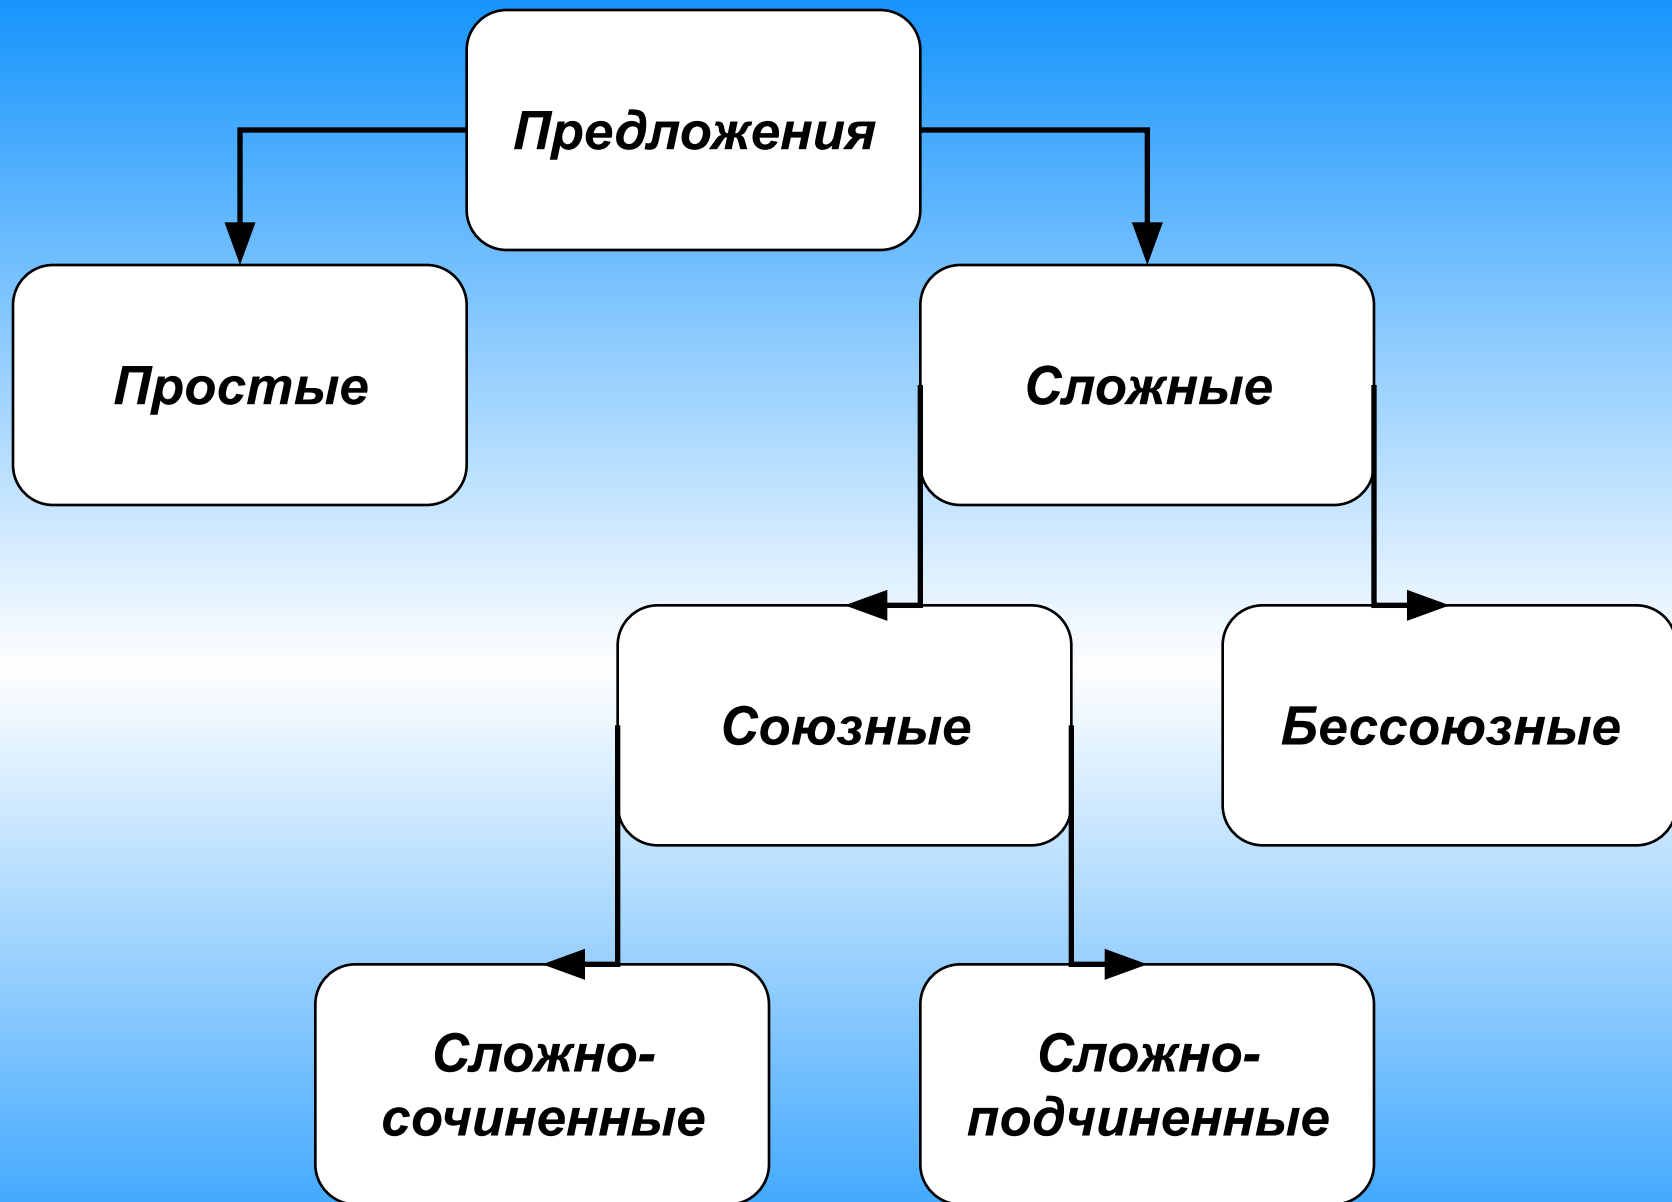 Предложения
Простые
Сложные
Союзные
Бессоюзные
Сложно-
сочиненные
Сложно-
подчиненные